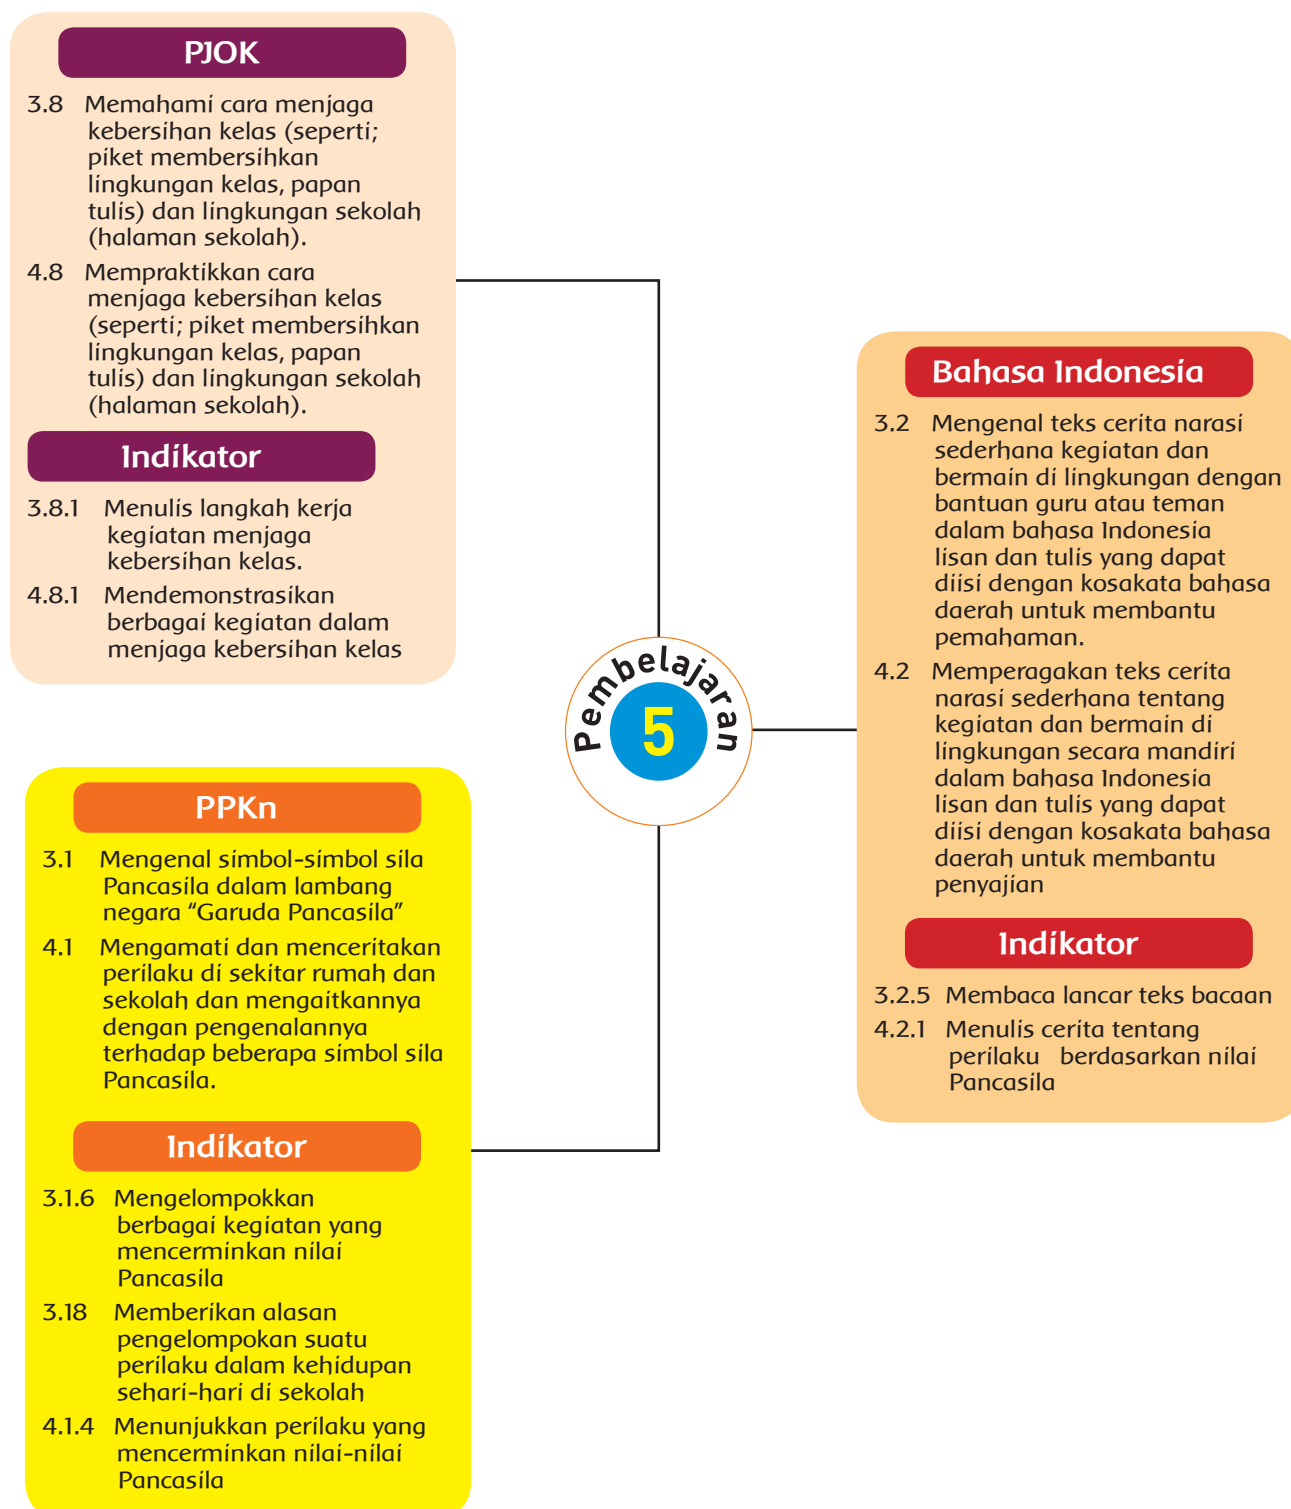 PJOK
3.8 Memahami cara menjaga
kebersihan kelas (seperti;
piket membersihkan
lingkungan kelas, papan
tulis) dan lingkungan sekolah
(halaman sekolah).
4.8 Mempraktikkan cara
menjaga kebersihan kelas
(seperti; piket membersihkan
lingkungan kelas, papan
tulis) dan lingkungan sekolah
(halaman sekolah).
Indikator
3.8.1 Menulis langkah kerja
kegiatan menjaga
kebersihan kelas.
4.8.1 Mendemonstrasikan
berbagai kegiatan dalam
menjaga kebersihan kelas
Pembelajaran
5
Bahasa Indonesia
3.2 Mengenal teks cerita narasi
sederhana kegiatan dan
bermain di lingkungan dengan
bantuan guru atau teman
dalam bahasa Indonesia
lisan dan tulis yang dapat
diisi dengan kosakata bahasa
daerah untuk membantu
pemahaman.
4.2 Memperagakan teks cerita
narasi sederhana tentang
kegiatan dan bermain di
lingkungan secara mandiri
dalam bahasa Indonesia
lisan dan tulis yang dapat
diisi dengan kosakata bahasa
daerah untuk membantu
penyajian
Indikator
3.2.5 Membaca lancar teks bacaan
4.2.1 Menulis cerita tentang
perilaku berdasarkan nilai
Pancasila
PPKn
3.1 Mengenal simbol-simbol sila
Pancasila dalam lambang
negara “Garuda Pancasila”
4.1 Mengamati dan menceritakan
perilaku di sekitar rumah dan
sekolah dan mengaitkannya
dengan pengenalannya
terhadap beberapa simbol sila
Pancasila.
Indikator
3.1.6 Mengelompokkan
berbagai kegiatan yang
mencerminkan nilai
Pancasila
3.18 Memberikan alasan
pengelompokan suatu
perilaku dalam kehidupan
sehari-hari di sekolah
4.1.4 Menunjukkan perilaku yang
mencerminkan nilai-nilai
Pancasila